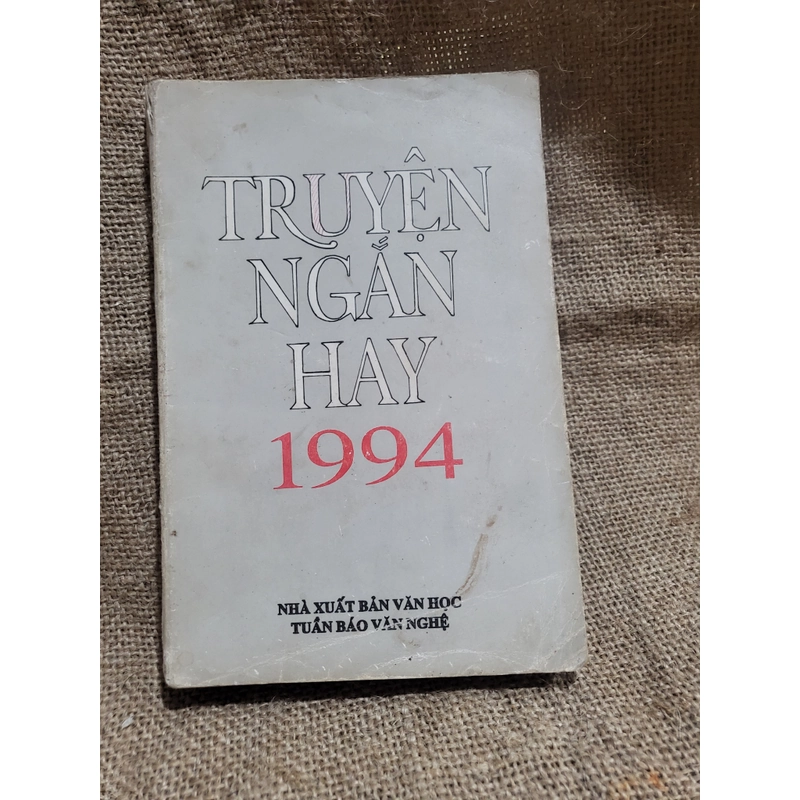 TRUYỆN
NGẮN
HAY
1994
NHÀ XUẤT BẢN VĂN HỌC
TUẦN BÁO VĂN NGHỆ